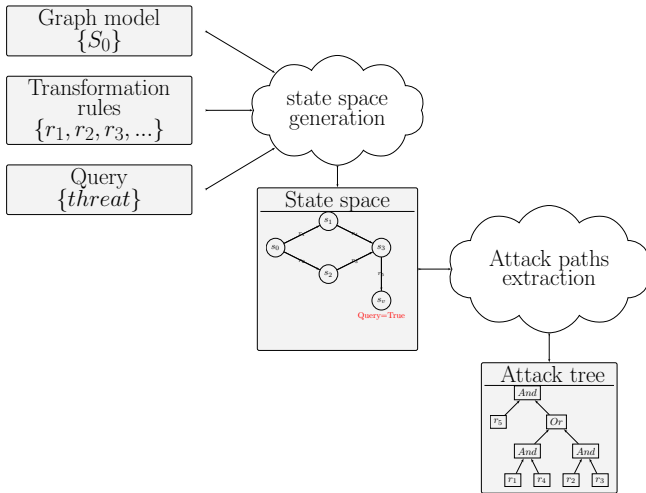 Graph model
{S₀}
Transformation
rules
{r₁, r₂, r₃, ...}
Query
{threat}
state space
generation
State space
s₁
s₀
s₃
s₂
sᵥ
Query=True
Attack paths
extraction
Attack tree
And
r₅
Or
And
And
r₁
r₄
r₂
r₃